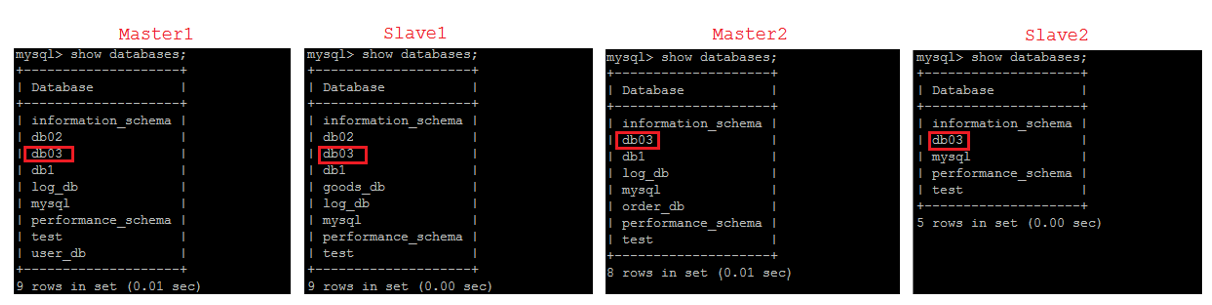 Master1
mysql> show databases;
+--------------------+
| Database           |
+--------------------+
| information_schema |
| db02               |
| db03               |
| db1                |
| log_db             |
| mysql              |
| performance_schema |
| test               |
| user_db            |
+--------------------+
9 rows in set (0.01 sec)
Slave1
mysql> show databases;
+--------------------+
| Database           |
+--------------------+
| information_schema |
| db02               |
| db03               |
| db1                |
| goods_db           |
| log_db             |
| mysql              |
| performance_schema |
| test               |
+--------------------+
9 rows in set (0.00 sec)
Master2
mysql> show databases;
+--------------------+
| Database           |
+--------------------+
| information_schema |
| db03               |
| db1                |
| log_db             |
| mysql              |
| order_db           |
| performance_schema |
| test               |
+--------------------+
8 rows in set (0.01 sec)
Slave2
mysql> show databases;
+--------------------+
| Database           |
+--------------------+
| information_schema |
| db03               |
| mysql              |
| performance_schema |
| test               |
+--------------------+
5 rows in set (0.00 sec)